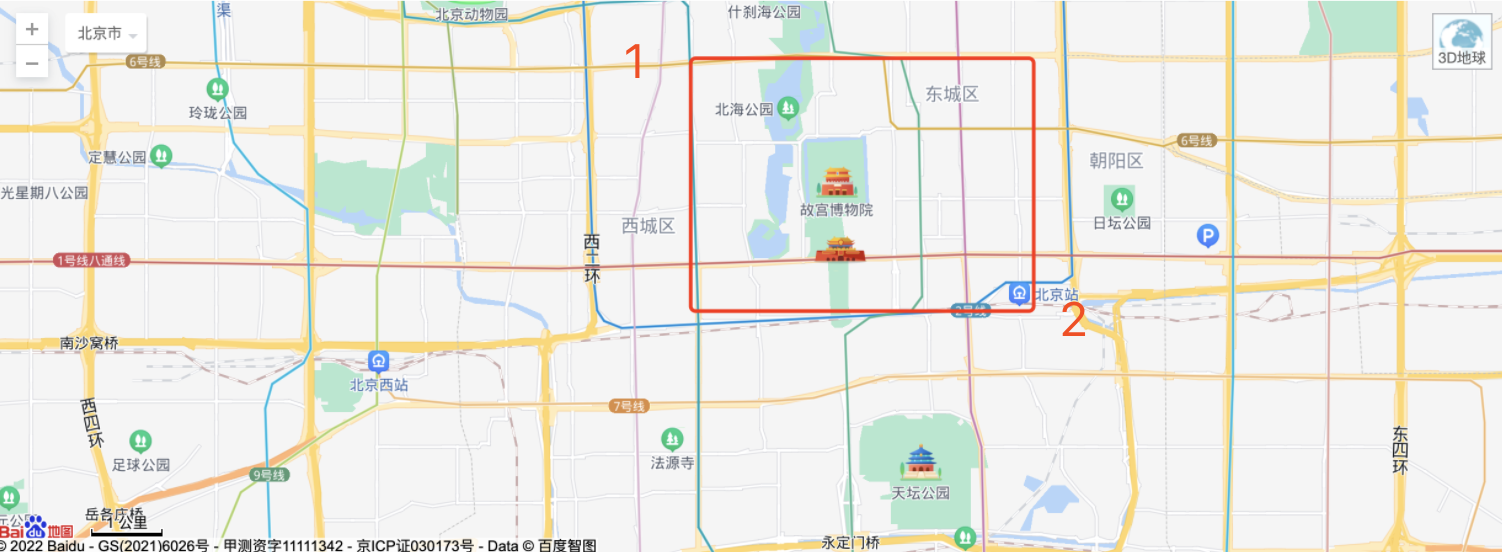 渠
北京动物园
什刹海公园
+
北京市
−
3D地球
6号线
1
玲珑公园
北海公园
东城区
定慧公园
6号线
朝阳区
光星期八公园
西城区
故宫博物院
日坛公园
P
西二环
1号线八通线
北京站
2号线
2
南沙窝桥
北京西站
7号线
西四环
东四环
足球公园
法源寺
9号线
天坛公园
岳各庄桥
1公里
元公
Bai du 地图
永定门桥
© 2022 Baidu - GS(2021)6026号 - 甲测资字11111342 - 京ICP证030173号 - Data © 百度智图